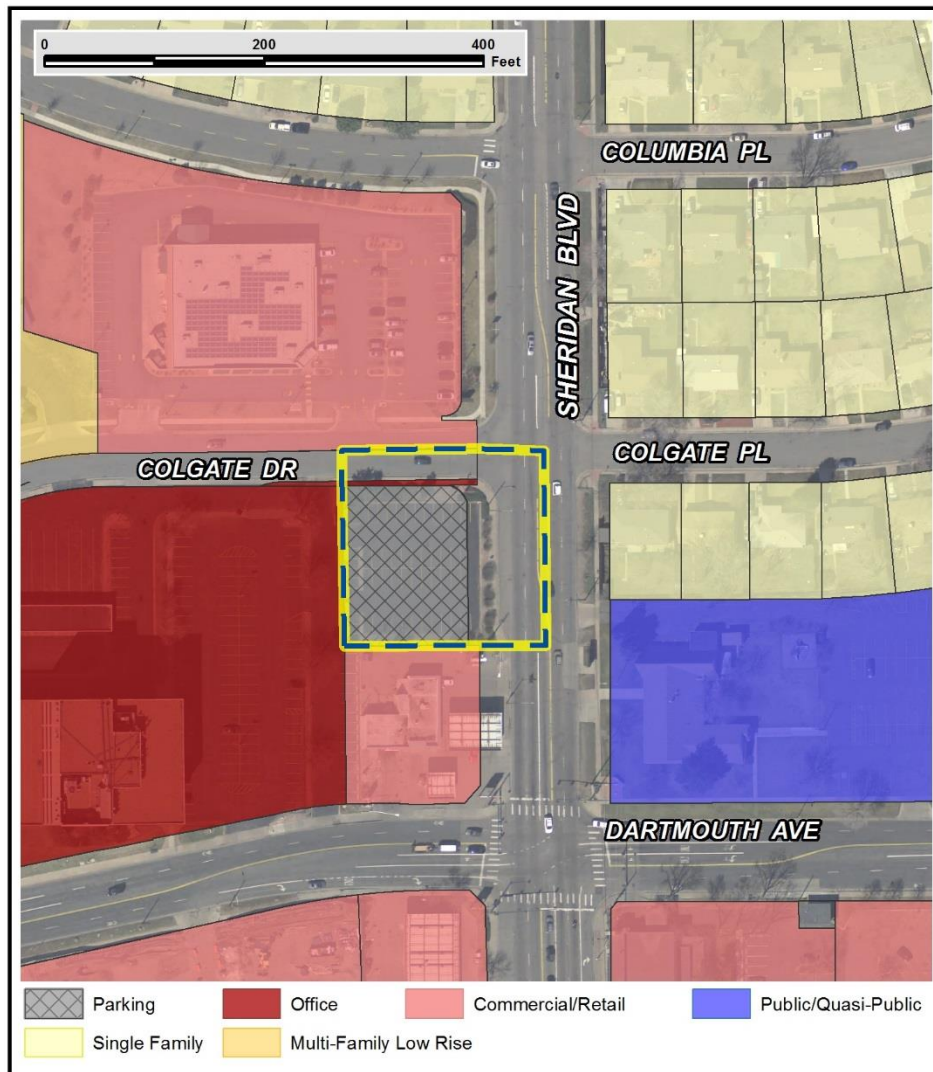 0 200 400
Feet
COLUMBIA PL
SHERIDAN BLVD
COLGATE DR
COLGATE PL
DARTMOUTH AVE
Parking Office Commercial/Retail Public/Quasi-Public
Single Family Multi-Family Low Rise